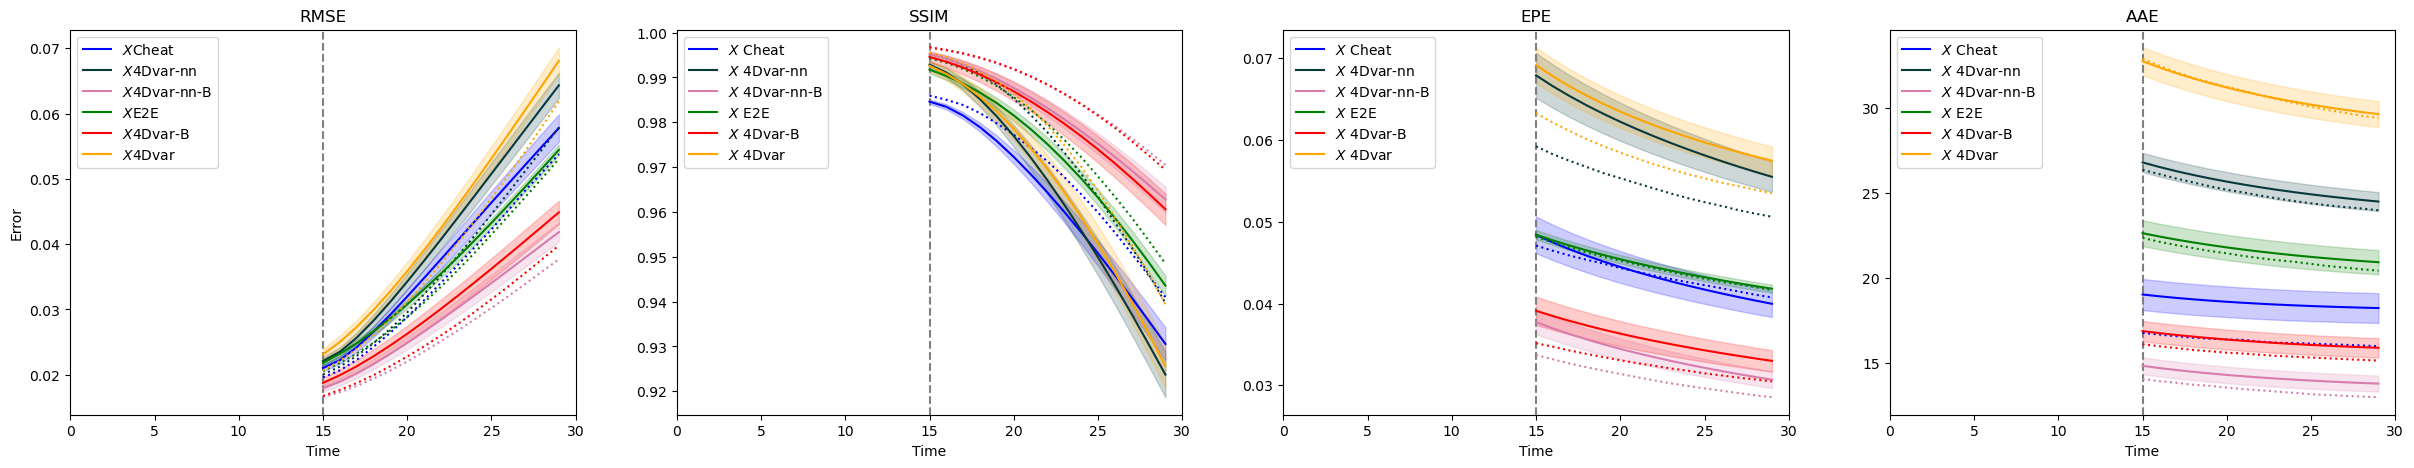 RMSE
0.07
0.06
0.05
0.04
0.03
0.02
Error
XCheat
X4Dvar-nn
X4Dvar-nn-B
XE2E
X4Dvar-B
X4Dvar
0 5 10 15 20 25 30
Time
SSIM
1.00
0.99
0.98
0.97
0.96
0.95
0.94
0.93
0.92
X Cheat
X 4Dvar-nn
X 4Dvar-nn-B
X E2E
X 4Dvar-B
X 4Dvar
0 5 10 15 20 25 30
Time
EPE
0.07
0.06
0.05
0.04
0.03
X Cheat
X 4Dvar-nn
X 4Dvar-nn-B
X E2E
X 4Dvar-B
X 4Dvar
0 5 10 15 20 25 30
Time
AAE
30
25
20
15
X Cheat
X 4Dvar-nn
X 4Dvar-nn-B
X E2E
X 4Dvar-B
X 4Dvar
0 5 10 15 20 25 30
Time